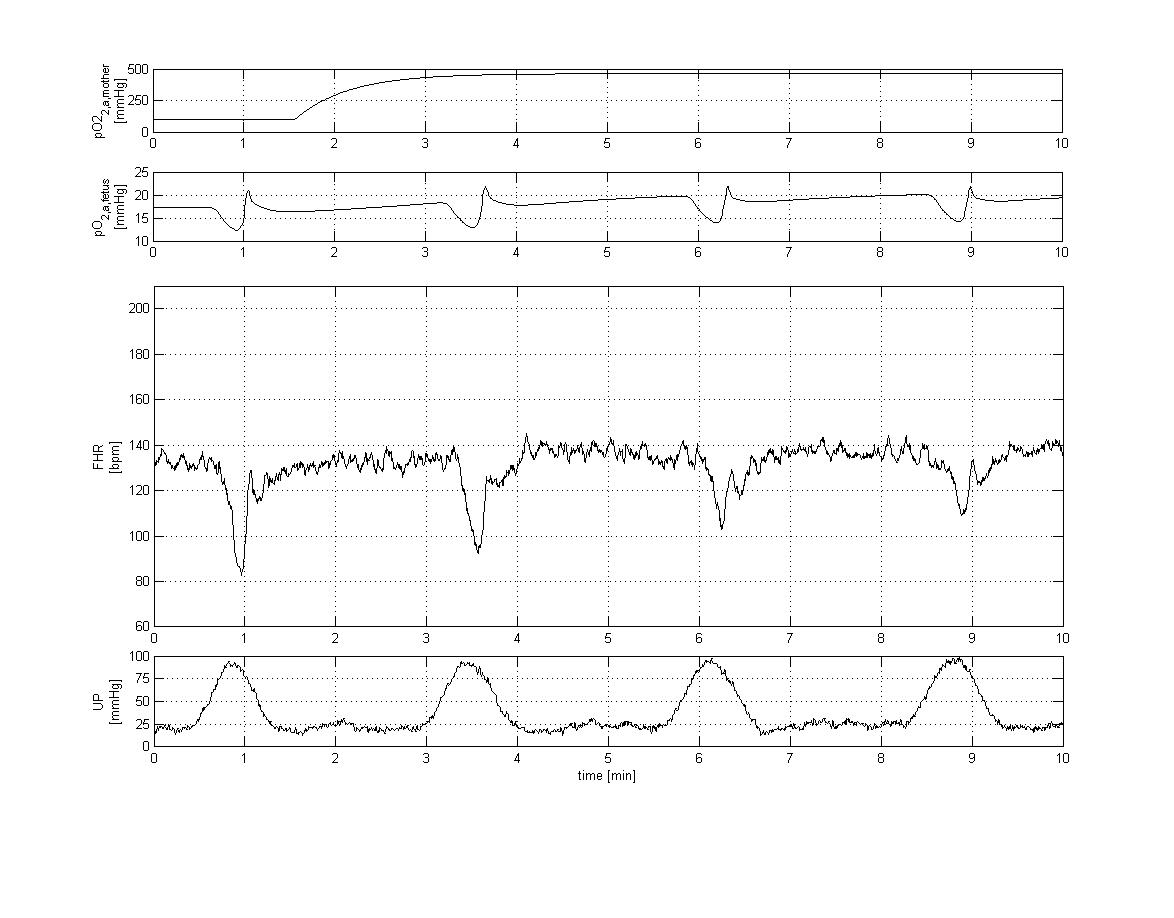 pO2₂,a,mother
[mmHg]
500
250
0
0 1 2 3 4 5 6 7 8 9 10
pO₂,a,fetus
[mmHg]
25
20
15
10
0 1 2 3 4 5 6 7 8 9 10
FHR
[bpm]
200
180
160
140
120
100
80
60
0 1 2 3 4 5 6 7 8 9 10
UP
[mmHg]
100
75
50
25
0
0 1 2 3 4 5 6 7 8 9 10
time [min]